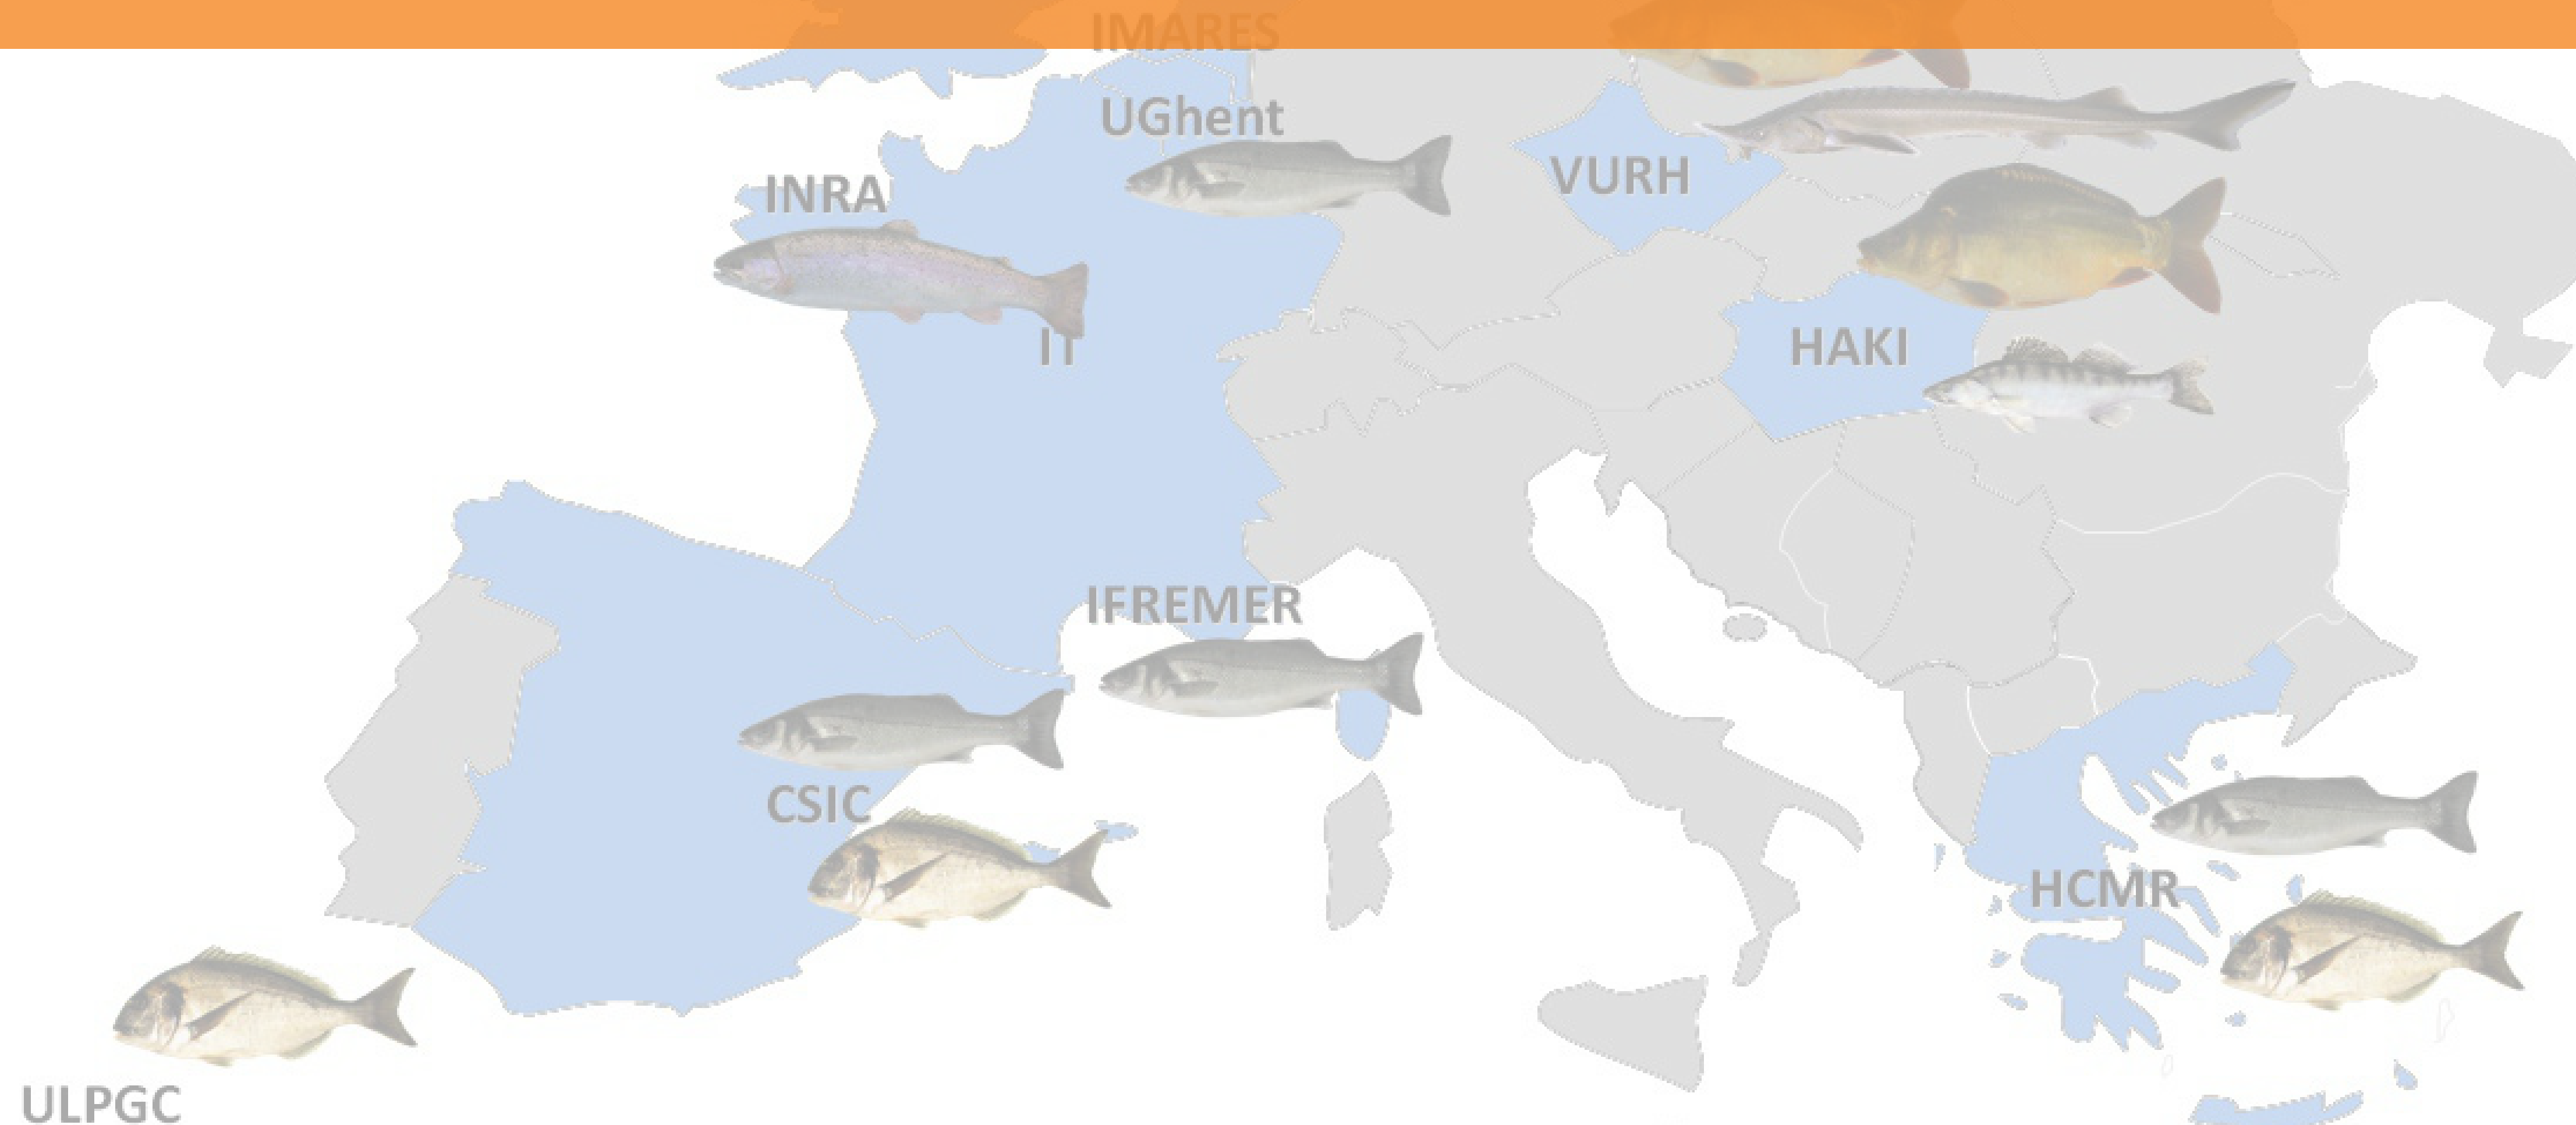 IMARES
UGhent
INRA
VURH
IT
HAKI
IFREMER
CSIC
HCMR
ULPGC